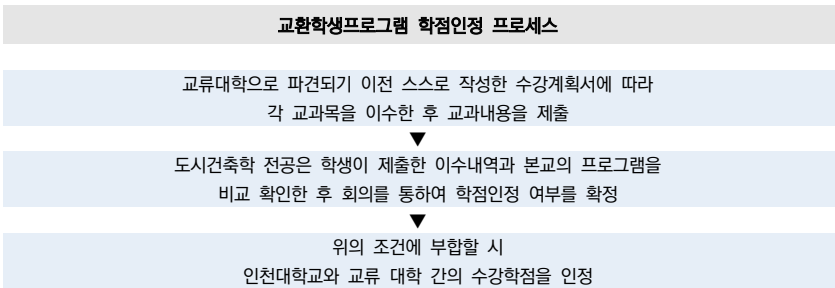 교환학생프로그램 학점인정 프로세스
교류대학으로 파견되기 이전 스스로 작성한 수강계획서에 따라
각 교과목을 이수한 후 교과내용을 제출
▼
도시건축학 전공은 학생이 제출한 이수내역과 본교의 프로그램을
비교 확인한 후 회의를 통하여 학점인정 여부를 확정
▼
위의 조건에 부합할 시
인천대학교와 교류 대학 간의 수강학점을 인정